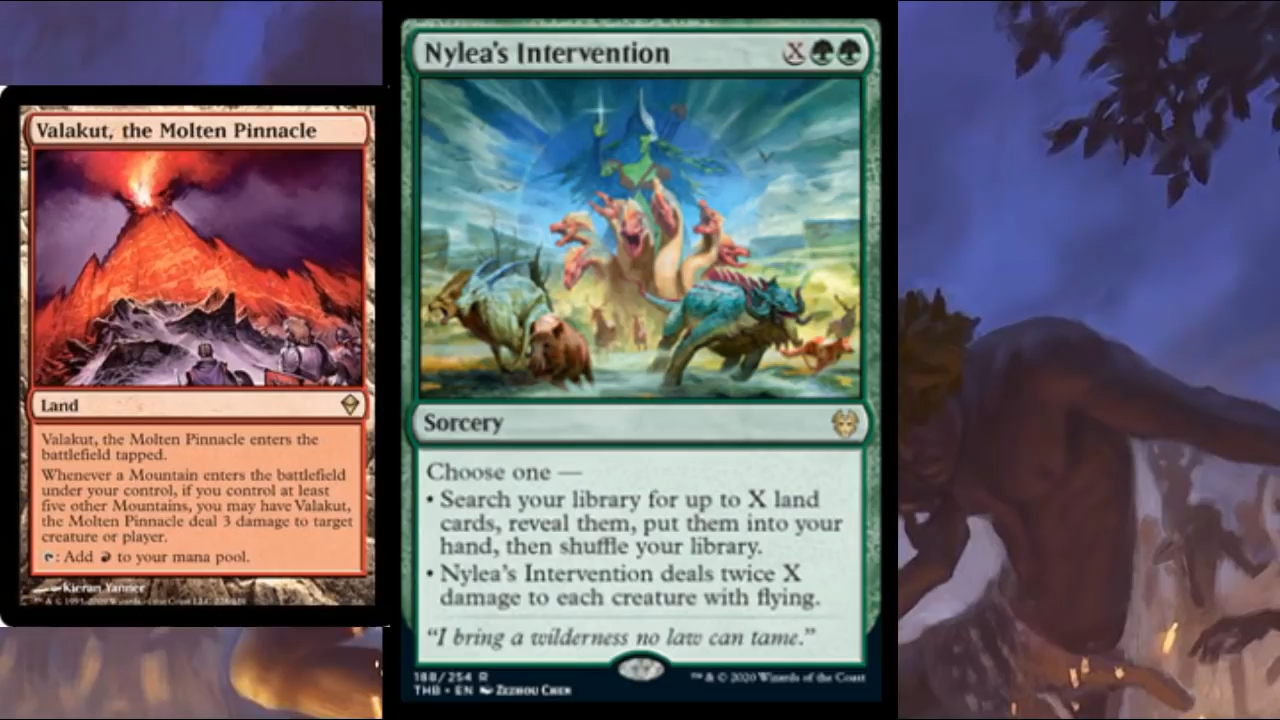 Valakut, the Molten Pinnacle
Land
Valakut, the Molten Pinnacle enters the
battlefield tapped.
Whenever a Mountain enters the battlefield
under your control, if you control at least
five other Mountains, you may have Valakut,
the Molten Pinnacle deal 3 damage to target
creature or player.
: Add to your mana pool.
Kieran Yanner
Nylea's Intervention X
Sorcery
Choose one —
• Search your library for up to X land
cards, reveal them, put them into your
hand, then shuffle your library.
• Nylea's Intervention deals twice X
damage to each creature with flying.
“I bring a wilderness no law can tame.”
188/254 R
THB • EN Zezhou Chen
™ & © 2020 Wizards of the Coast